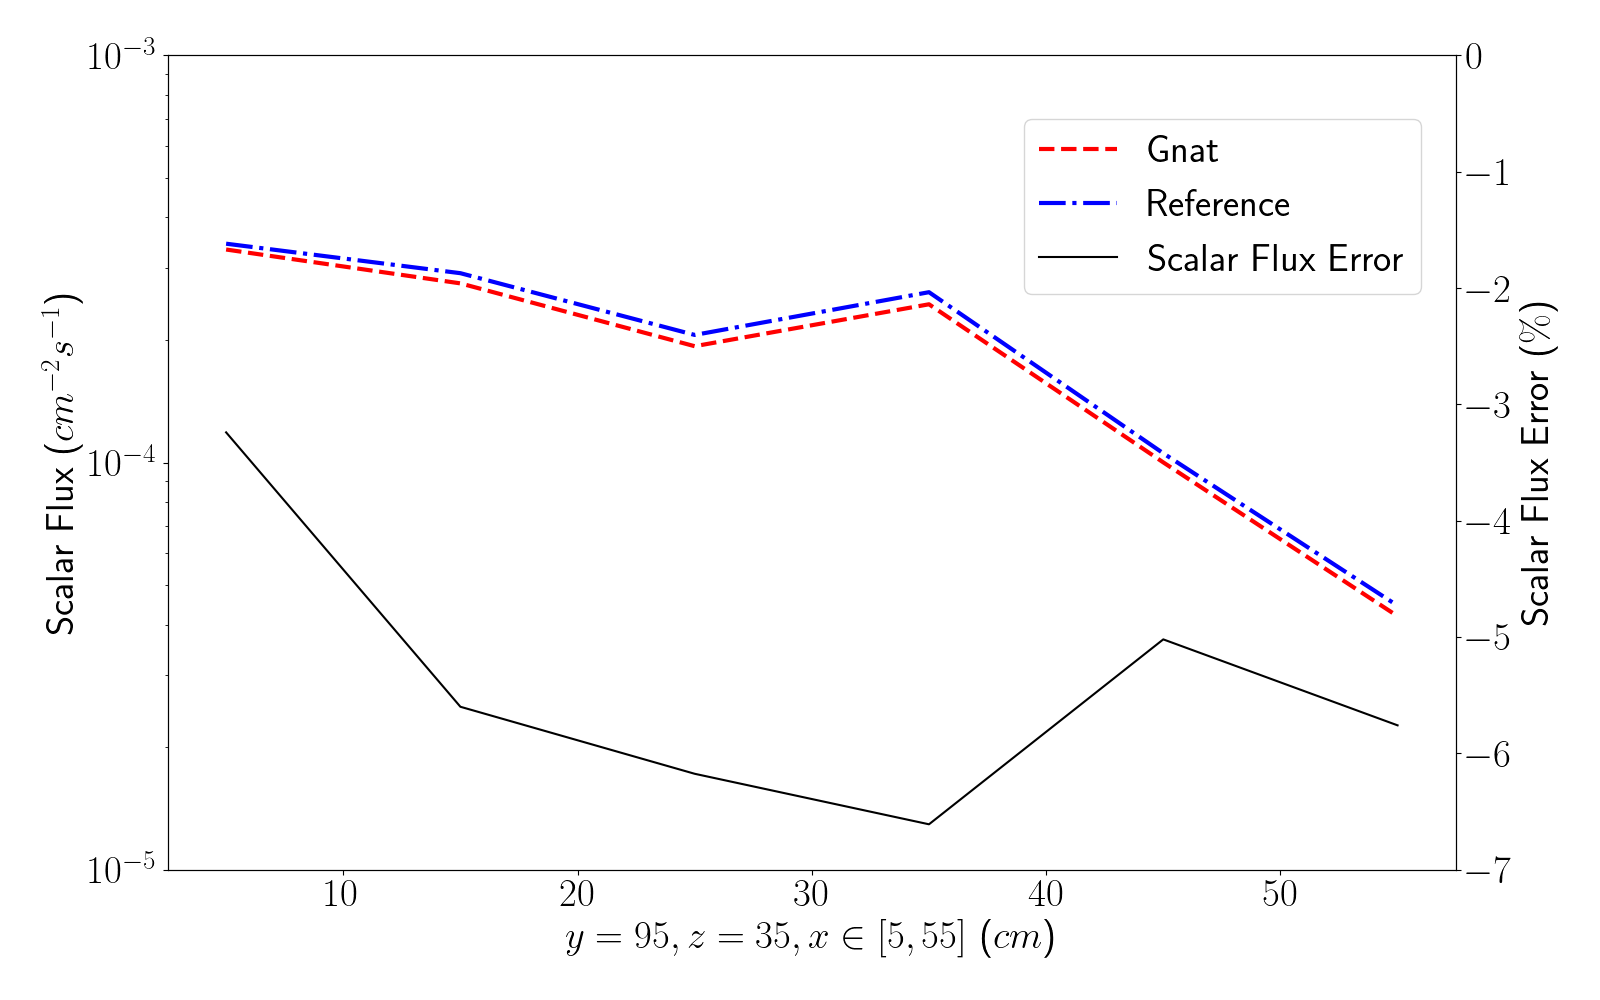 10⁻³
10⁻⁴
10⁻⁵
Scalar Flux (cm⁻²s⁻¹)
Gnat
Reference
Scalar Flux Error
0
−1
−2
−3
−4
−5
−6
−7
Scalar Flux Error (%)
10 20 30 40 50
y = 95, z = 35, x ∈ [5, 55] (cm)